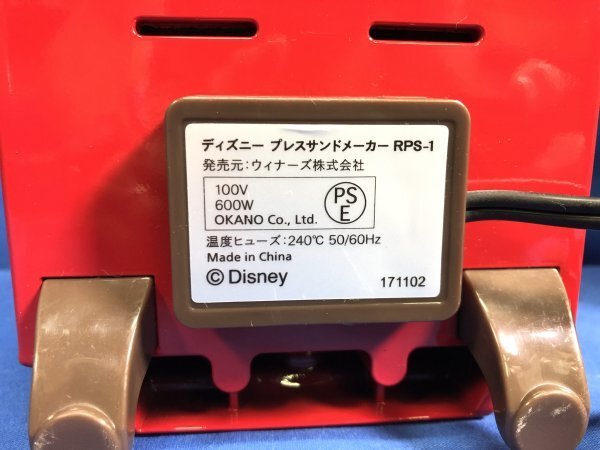 ディズニー プレスサンドメーカー RPS-1
発売元:ウィナーズ株式会社
100V
600W
OKANO Co., Ltd.
PS
E
温度ヒューズ:240℃ 50/60Hz
Made in China
©Disney
171102